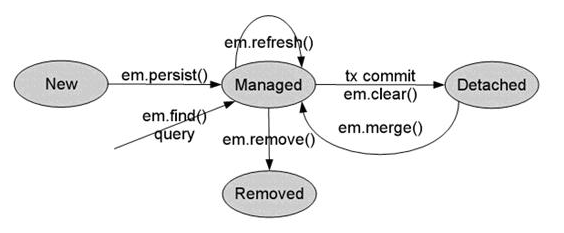 em.refresh()
New
em.persist()
Managed
tx commit
em.clear()
Detached
em.find()
query
em.merge()
em.remove()
Removed